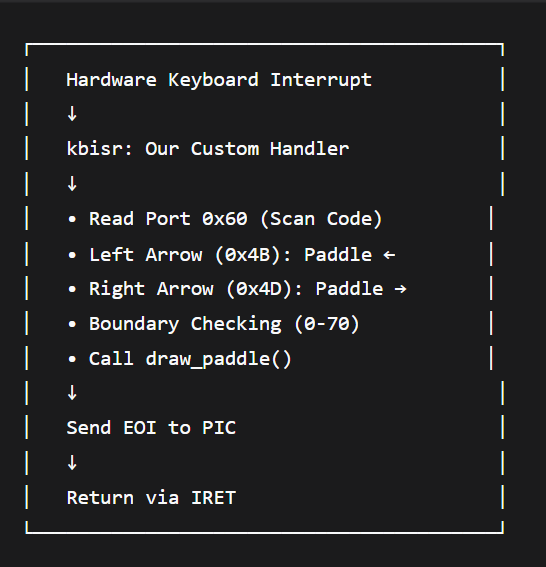 Hardware Keyboard Interrupt
↓
kbisr: Our Custom Handler
↓
• Read Port 0x60 (Scan Code)
• Left Arrow (0x4B): Paddle ←
• Right Arrow (0x4D): Paddle →
• Boundary Checking (0-70)
• Call draw_paddle()
↓
Send EOI to PIC
↓
Return via IRET